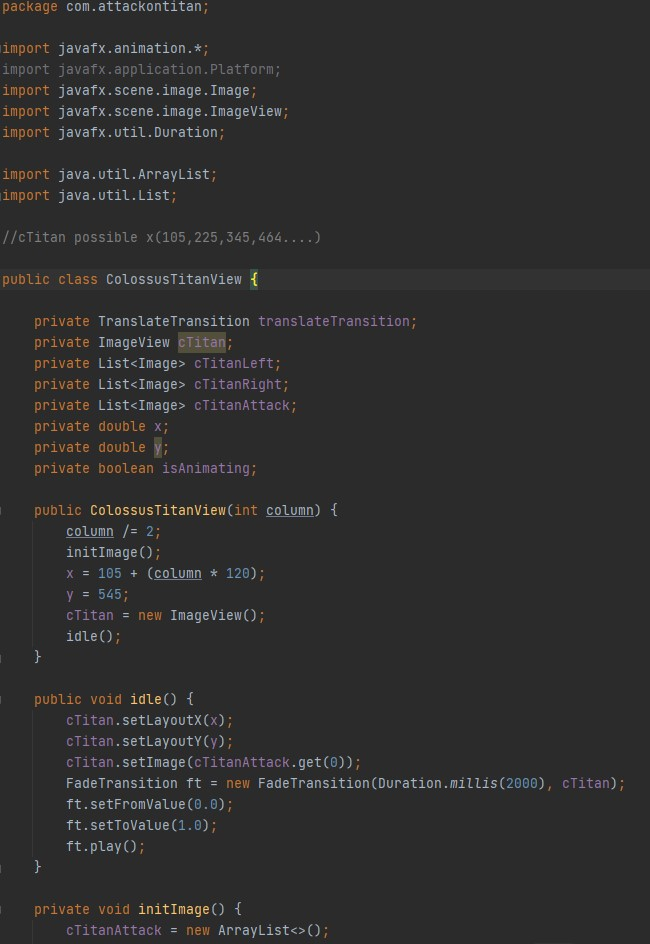 package com.attackontitan;
import javafx.animation.*;
import javafx.application.Platform;
import javafx.scene.image.Image;
import javafx.scene.image.ImageView;
import javafx.util.Duration;
import java.util.ArrayList;
import java.util.List;
//cTitan possible x(105,225,345,464....)
public class ColossusTitanView {
private TranslateTransition translateTransition;
private ImageView cTitan;
private List<Image> cTitanLeft;
private List<Image> cTitanRight;
private List<Image> cTitanAttack;
private double x;
private double y;
private boolean isAnimating;
public ColossusTitanView(int column) {
column /= 2;
initImage();
x = 105 + (column * 120);
y = 545;
cTitan = new ImageView();
idle();
}
public void idle() {
cTitan.setLayoutX(x);
cTitan.setLayoutY(y);
cTitan.setImage(cTitanAttack.get(0));
FadeTransition ft = new FadeTransition(Duration.millis(2000), cTitan);
ft.setFromValue(0.0);
ft.setToValue(1.0);
ft.play();
}
private void initImage() {
cTitanAttack = new ArrayList<>();